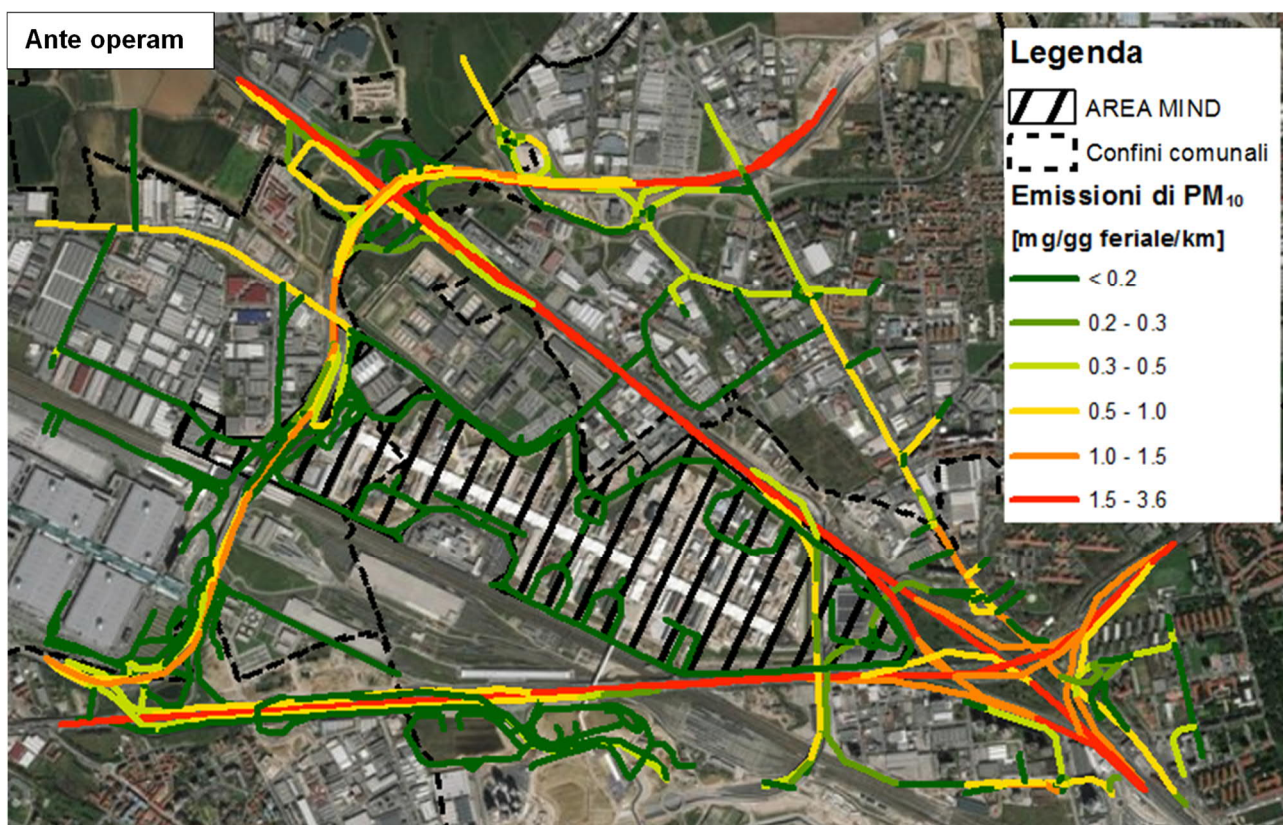 Ante operam
Legenda
AREA MIND
Confini comunali
Emissioni di PM₁₀
[mg/gg feriale/km]
< 0.2
0.2 - 0.3
0.3 - 0.5
0.5 - 1.0
1.0 - 1.5
1.5 - 3.6